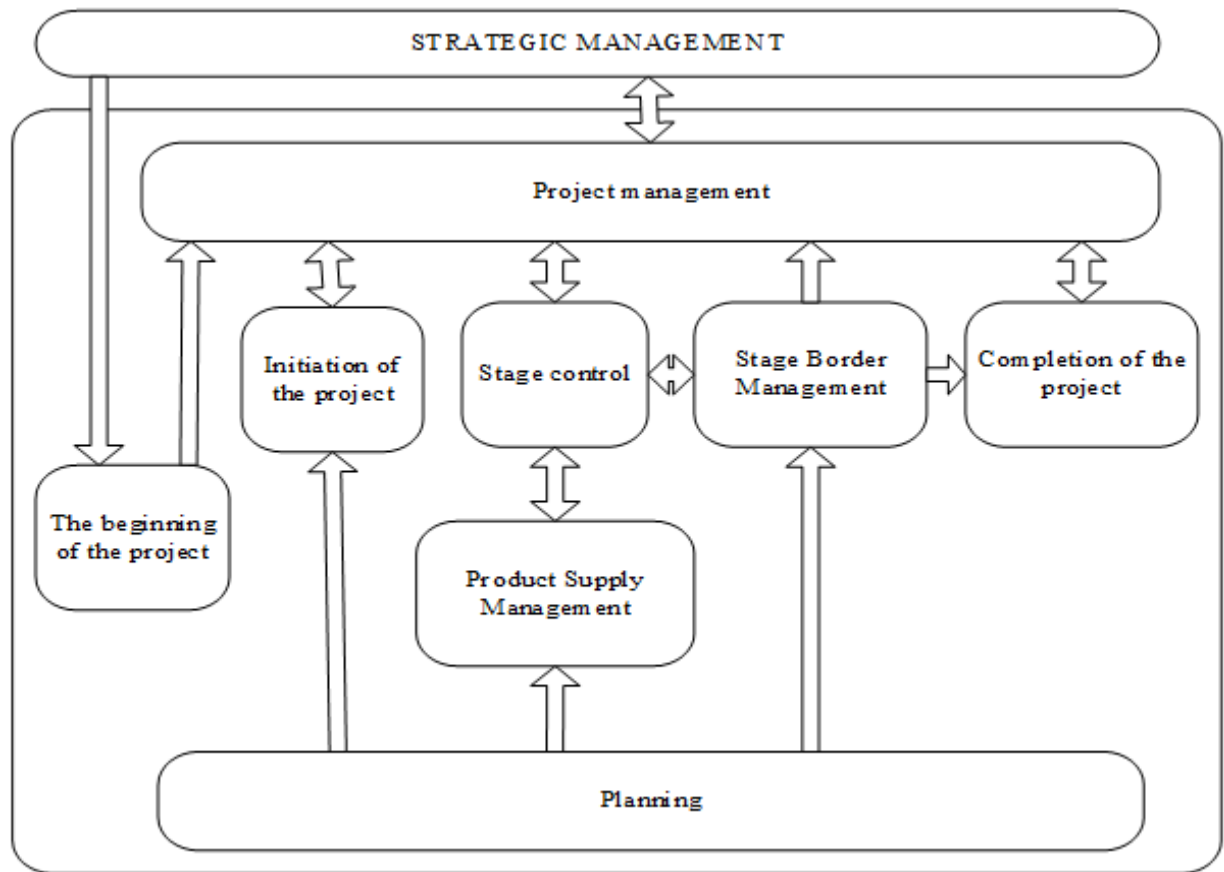 STRATEGIC MANAGEMENT
Project management
Initiation of
the project
Stage control
Stage Border
Management
Completion of the
project
The beginning
of the project
Product Supply
Management
Planning